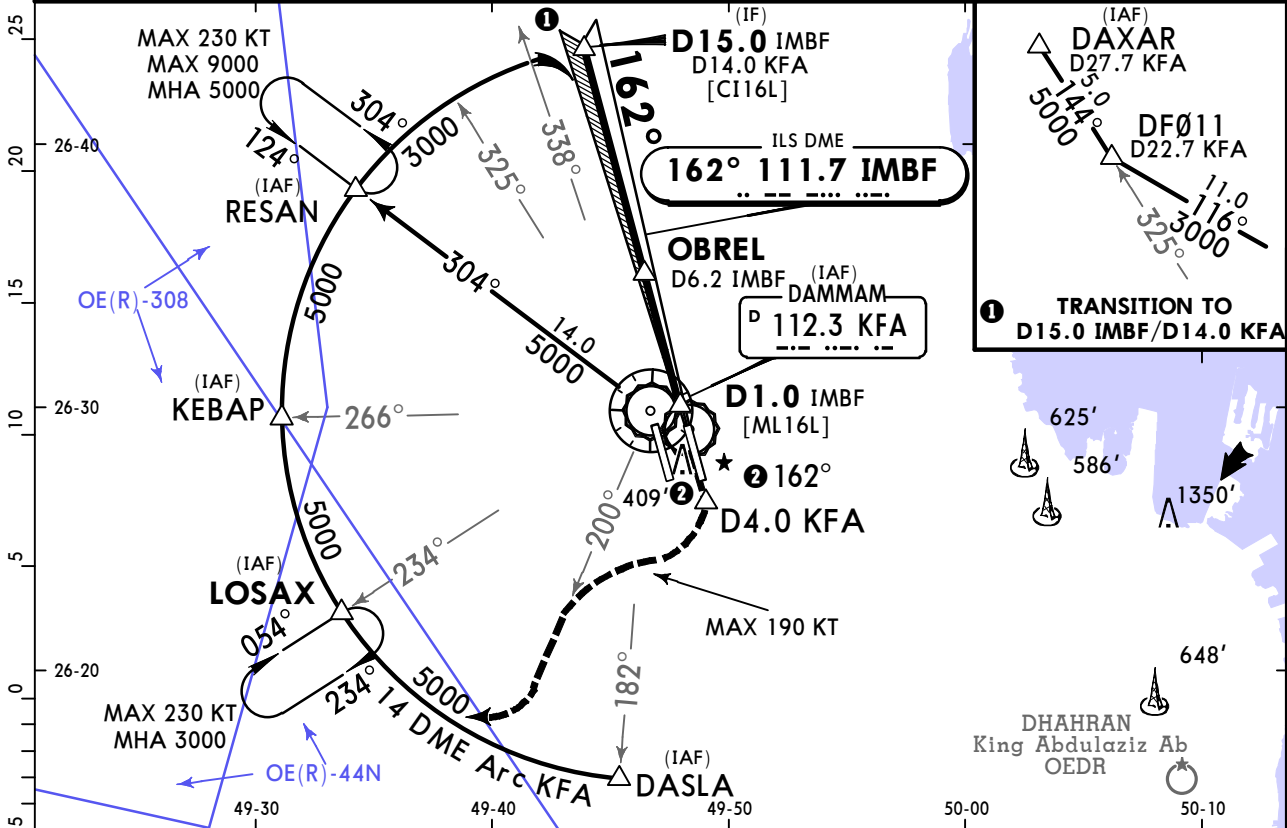 25
20
15
10
5
0
5
26-40
26-30
26-20
49-30
49-40
49-50
50-00
50-10
MAX 230 KT
MAX 9000
MHA 5000
304°
124°
3000
(IAF)
RESAN
325°
338°
❶
(IF)
D15.0 IMBF
D14.0 KFA
[CI16L]
162°
ILS DME
162° 111.7 IMBF
OBREL
D6.2 IMBF
(IAF)
DAMMAM
D 112.3 KFA
304°
14.0
5000
5000
OE(R)-308
(IAF)
KEBAP
266°
D1.0 IMBF
[ML16L]
❷ 162°
409'
❷
D4.0 KFA
200°
5000
234°
(IAF)
LOSAX
054°
234°
MAX 230 KT
MHA 3000
OE(R)-44N
5000
14 DME Arc KFA
182°
MAX 190 KT
(IAF)
DASLA
(IAF)
DAXAR
D27.7 KFA
5.0
144°
5000
DFØ11
D22.7 KFA
11.0
116°
3000
325°
❶ TRANSITION TO
D15.0 IMBF/D14.0 KFA
625'
586'
1350'
648'
DHAHRAN
King Abdulaziz Ab
OEDR